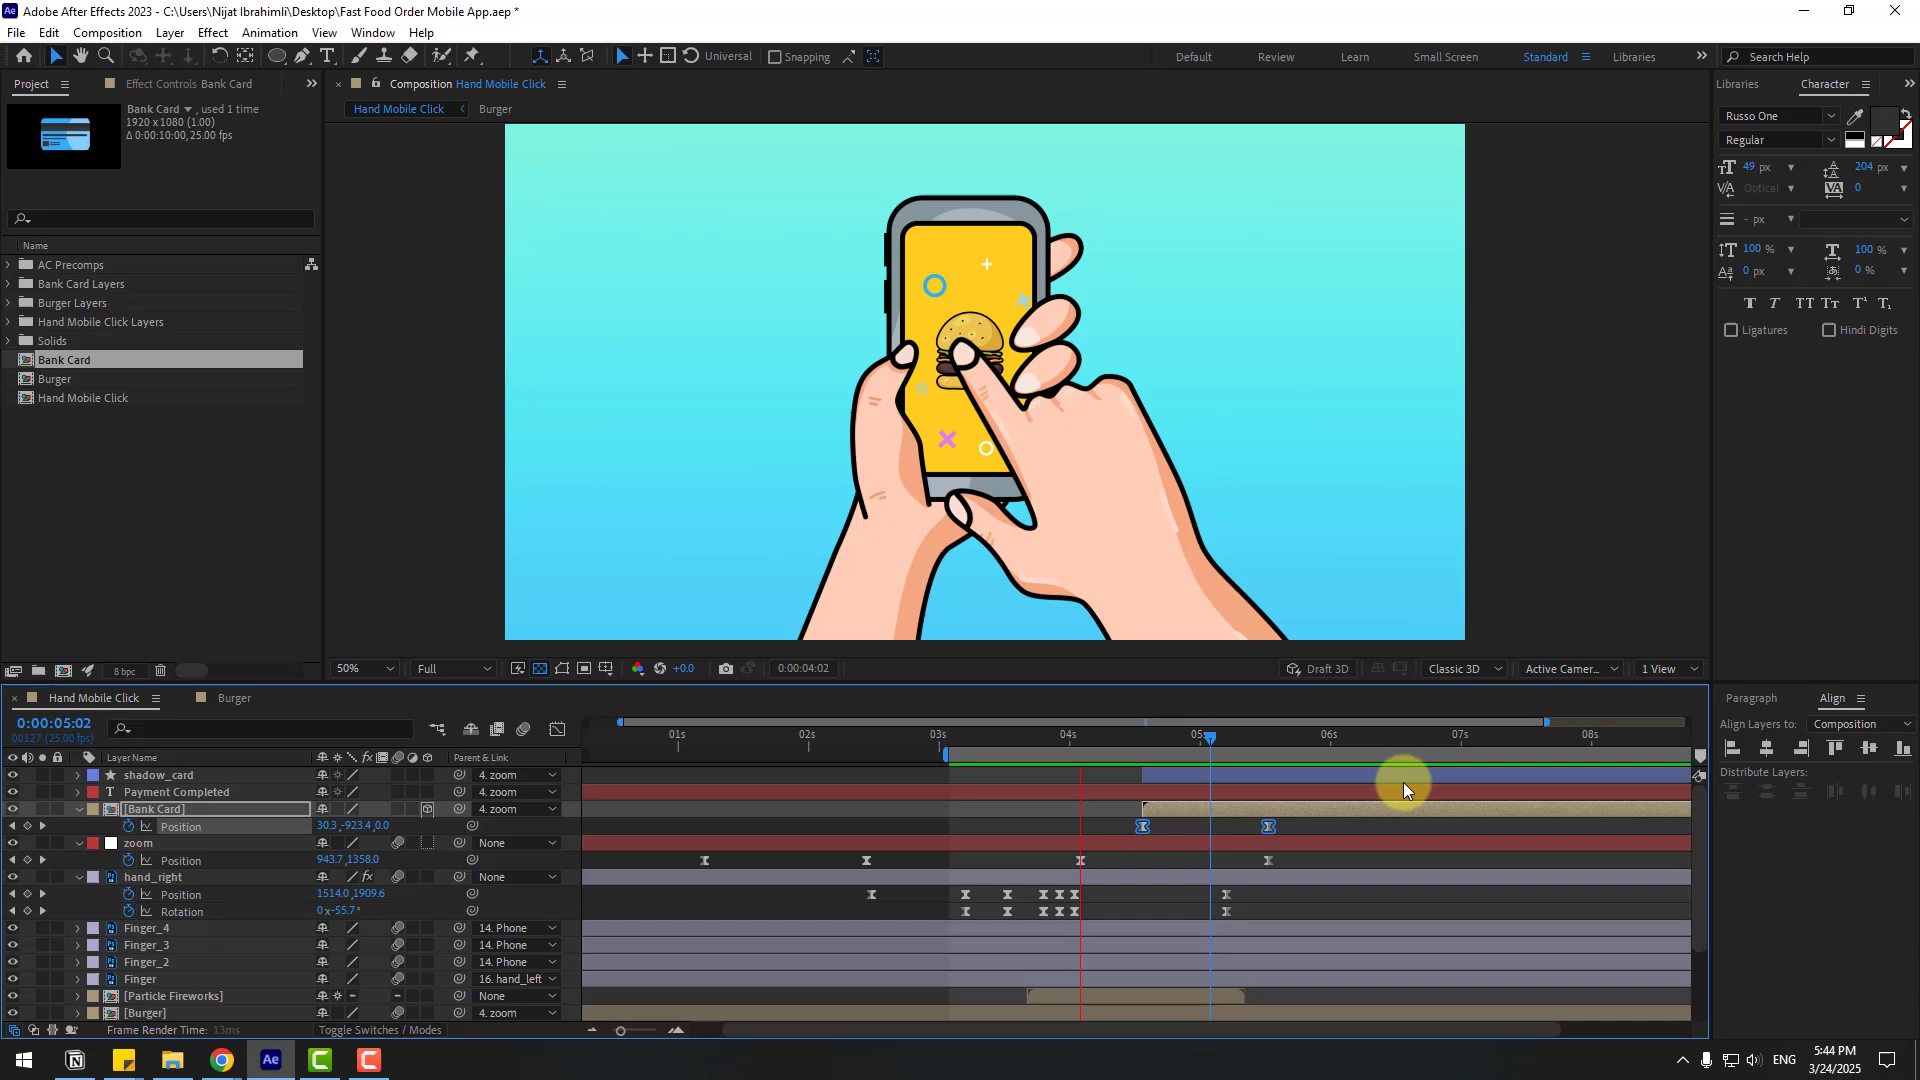 Adobe After Effects 2023 - C:\Users\Nijat Ibrahimli\Desktop\Fast Food Order Mobile App.aep *
File Edit Composition Layer Effect Animation View Window Help
Universal Snapping Default Review Learn Small Screen Standard Libraries Search Help
Project Effect Controls Bank Card Composition Hand Mobile Click Libraries Character
Bank Card , used 1 time
1920 x 1080 (1.00)
Δ 0:00:10:00, 25.00 fps
Hand Mobile Click Burger
Russo One
Regular
49 px 204 px
Optical 0
- px
100 % 100 %
0 px 0 %
Ligatures Hindi Digits
Name
AC Precomps
Bank Card Layers
Burger Layers
Hand Mobile Click Layers
Solids
Bank Card
Burger
Hand Mobile Click
8 bpc
50% Full +0.0 0:00:04:02 Draft 3D Classic 3D Active Camer... 1 View
Hand Mobile Click Burger
0:00:05:02
00127 (25.00 fps)
01s 02s 03s 04s 05s 06s 07s 08s
Layer Name Parent & Link
shadow_card 4. zoom
Payment Completed 4. zoom
[Bank Card] 4. zoom
Position 30.3,-923.4,0.0
zoom None
Position 943.7,1358.0
hand_right None
Position 1514.0,1909.6
Rotation 0x-55.7°
Finger_4 14. Phone
Finger_3 14. Phone
Finger_2 14. Phone
Finger 16. hand_left
[Particle Fireworks] None
[Burger] 4. zoom
Frame Render Time: 13ms Toggle Switches / Modes
Paragraph Align
Align Layers to: Composition
Distribute Layers:
ENG
5:44 PM
3/24/2025